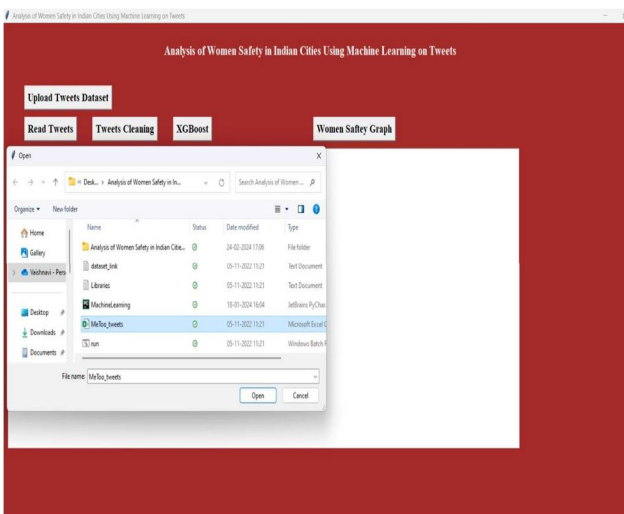 Analysis of Women Safety in Indian Cities Using Machine Learning on Tweets
Analysis of Women Safety in Indian Cities Using Machine Learning on Tweets
Upload Tweets Dataset
Read Tweets Tweets Cleaning XGBoost Women Saftey Graph
Open
« Desk... › Analysis of Women Safety in In... Search Analysis of Women ...
Organize New folder
Name Status Date modified Type
Home
Gallery
Vaishnavi - Pers
Desktop
Downloads
Documents
Analysis of Women Safety in Indian Citie... 24-02-2024 17:06 File folder
dataset_link 05-11-2022 11:21 Text Document
Libraries 05-11-2022 11:21 Text Document
MachineLearning 18-01-2024 16:04 JetBrains PyChar
MeToo_tweets 05-11-2022 11:21 Microsoft Excel C
run 05-11-2022 11:21 Windows Batch F
File name: MeToo_tweets
Open Cancel